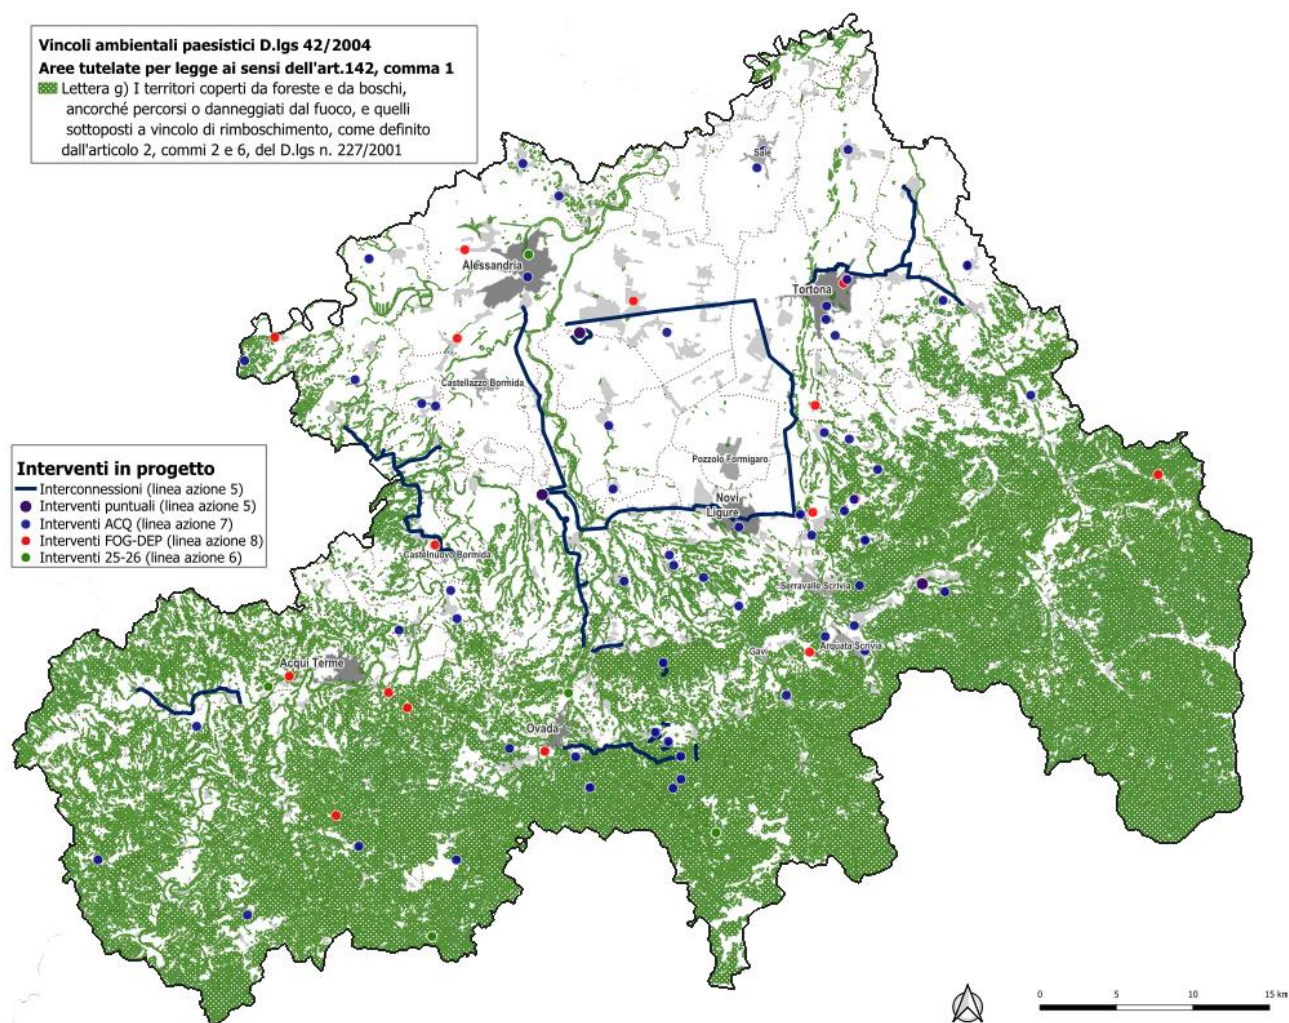 Vincoli ambientali paesistici D.lgs 42/2004
Aree tutelate per legge ai sensi dell'art.142, comma 1
Lettera g) I territori coperti da foreste e da boschi,
ancorché percorsi o danneggiati dal fuoco, e quelli
sottoposti a vincolo di rimboschimento, come definito
dall'articolo 2, commi 2 e 6, del D.lgs n. 227/2001
Sale
Alessandria
Tortona
Castellazzo Bormida
Interventi in progetto
Interconnessioni (linea azione 5)
Interventi puntuali (linea azione 5)
Interventi ACQ (linea azione 7)
Interventi FOG-DEP (linea azione 8)
Interventi 25-26 (linea azione 6)
Pozzolo Formigaro
Novi
Ligure
Castelnuovo Bormida
Serravalle Scrivia
Gavi
Arquata Scrivia
Acqui Terme
Ovada
0 5 10 15 km